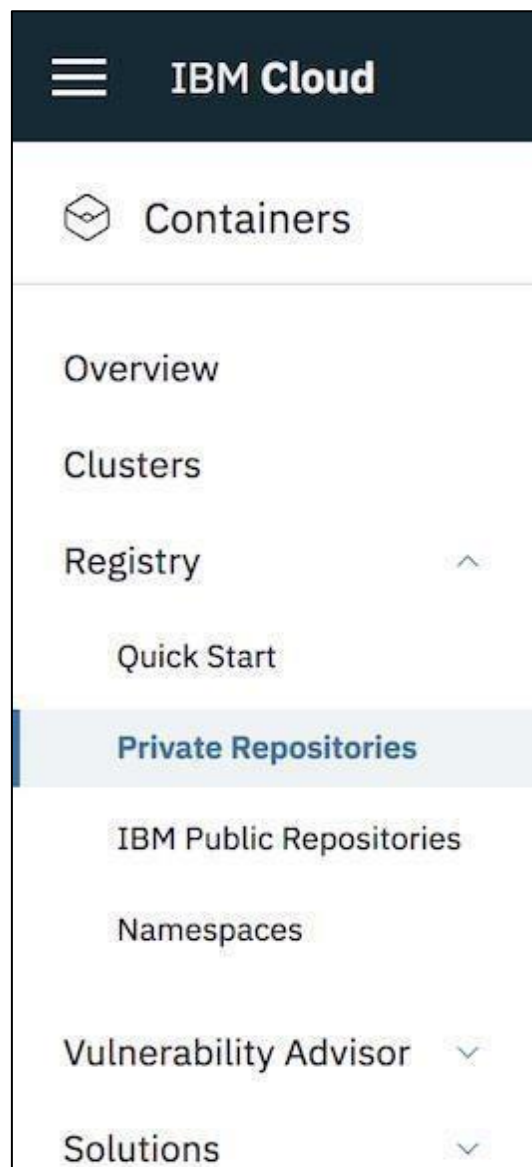 IBM Cloud
Containers
Overview
Clusters
Registry
Quick Start
Private Repositories
IBM Public Repositories
Namespaces
Vulnerability Advisor
Solutions